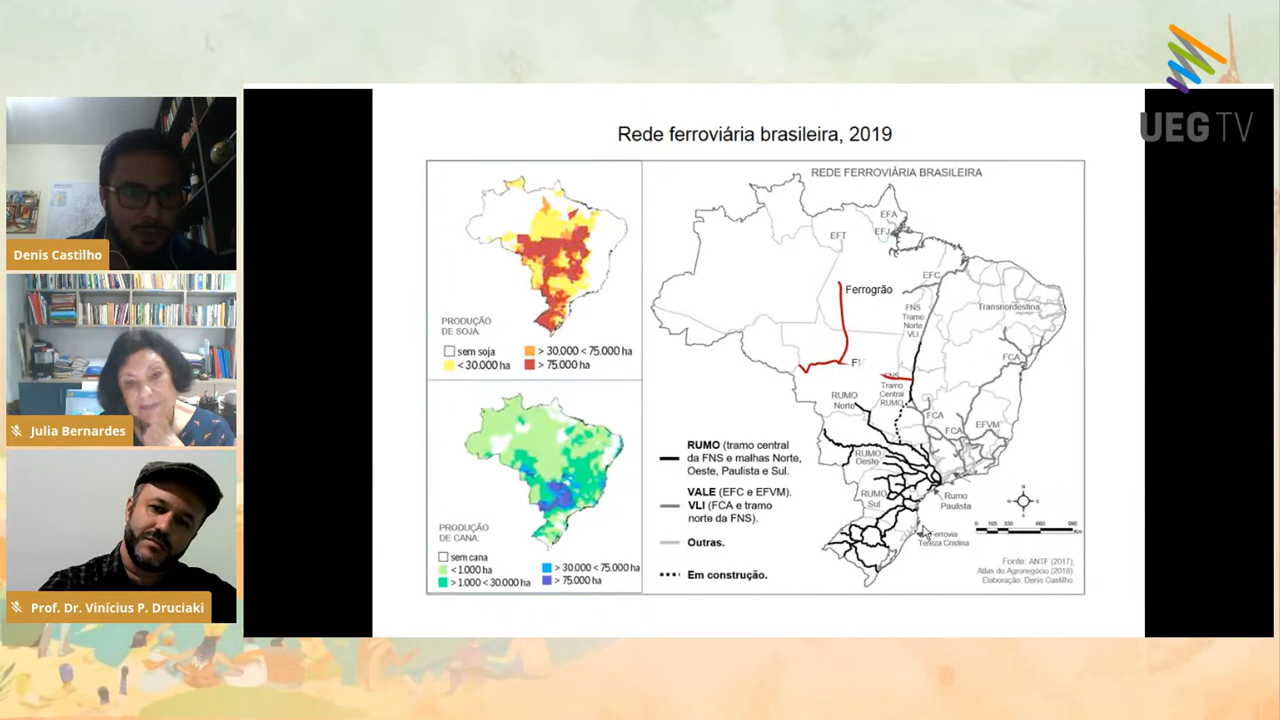 UEG TV
Denis Castilho
Julia Bernardes
Prof. Dr. Vinícius P. Druciaki
Rede ferroviária brasileira, 2019
PRODUÇÃO
DE SOJA
sem soja
< 30.000 ha
> 30.000 < 75.000 ha
> 75.000 ha
PRODUÇÃO
DE CANA
sem cana
< 1.000 ha
> 1.000 < 30.000 ha
> 30.000 < 75.000 ha
> 75.000 ha
REDE FERROVIÁRIA BRASILEIRA
EFA
EFJ
EFT
EFC
Ferrogrão
FNS
Tramo
Norte
VLI
Transnordestina
FCA
FNS
Tramo
Central
RUMO
RUMO
Norte
FCA
FCA
EFVM
RUMO
Oeste
RUMO
Sul
Rumo
Paulista
Ferrovia
Tereza Cristina
RUMO (tramo central
da FNS e malhas Norte,
Oeste, Paulista e Sul.
VALE (EFC e EFVM).
VLI (FCA e tramo
norte da FNS).
Outras.
Em construção.
Fonte: ANTF (2017);
Atlas do Agronegócio (2018).
Elaboração: Denis Castilho.